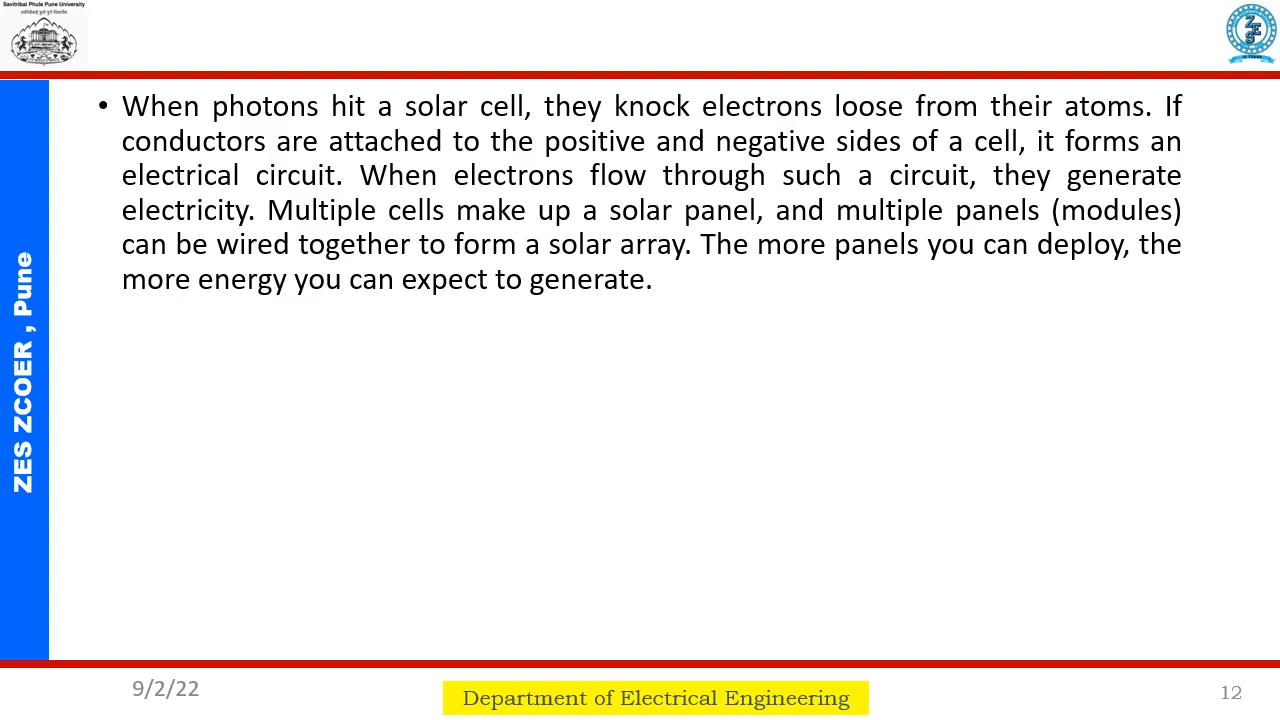 Savitribai Phule Pune University
• When photons hit a solar cell, they knock electrons loose from their atoms. If
conductors are attached to the positive and negative sides of a cell, it forms an
electrical circuit. When electrons flow through such a circuit, they generate
electricity. Multiple cells make up a solar panel, and multiple panels (modules)
can be wired together to form a solar array. The more panels you can deploy, the
more energy you can expect to generate.
ZES ZCOER , Pune
ZES
9/2/22
Department of Electrical Engineering
12